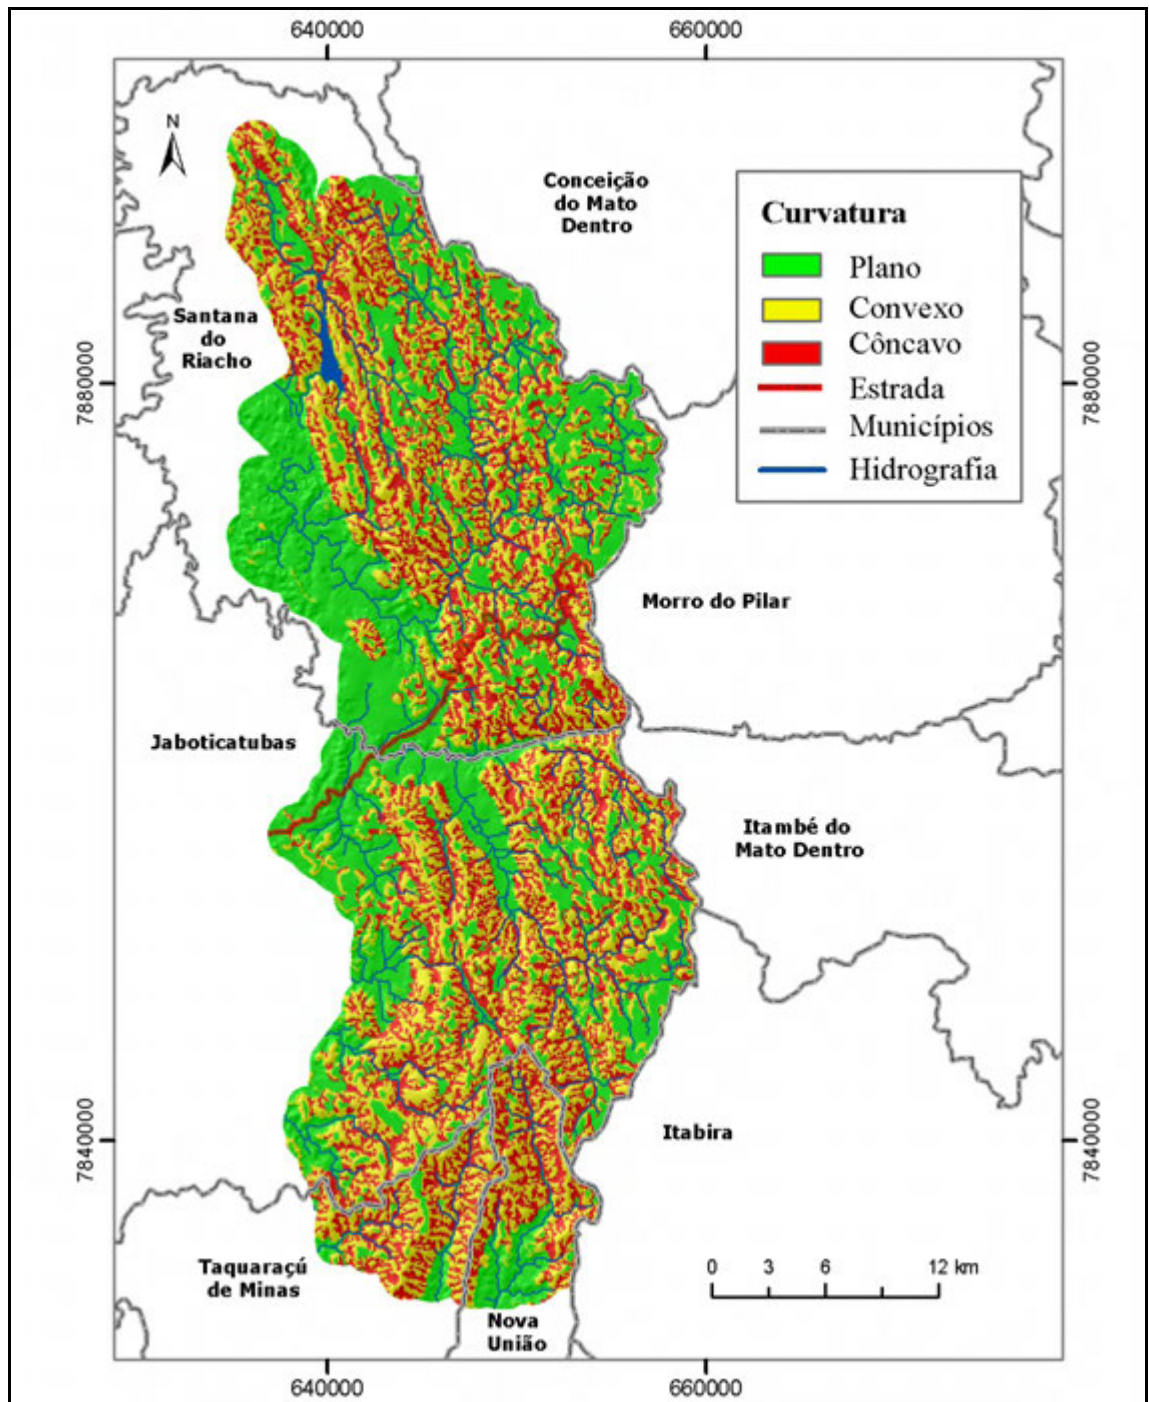 640000
660000
N
Conceição
do Mato
Dentro
Curvatura
Plano
Convexo
Côncavo
Estrada
Municípios
Hidrografia
Santana
do
Riacho
7880000
7880000
Morro do Pilar
Jaboticatubas
Itambé do
Mato Dentro
Itabira
7840000
7840000
Taquaraçú
de Minas
0 3 6 12 km
Nova
União
640000
660000